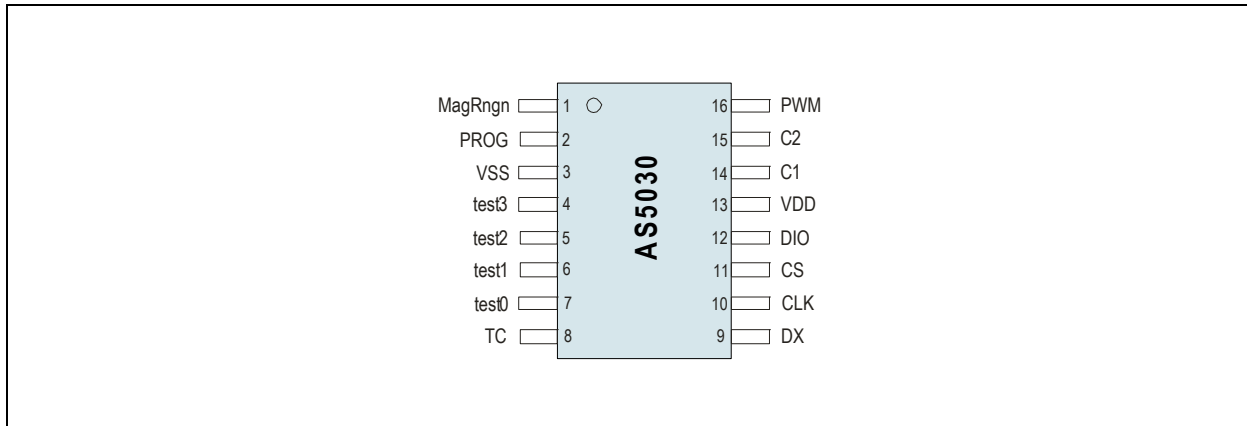 MagRngn 1 16 PWM
PROG 2 15 C2
VSS 3 14 C1
test3 4 13 VDD
test2 5 12 DIO
test1 6 11 CS
test0 7 10 CLK
TC 8 9 DX
AS5030